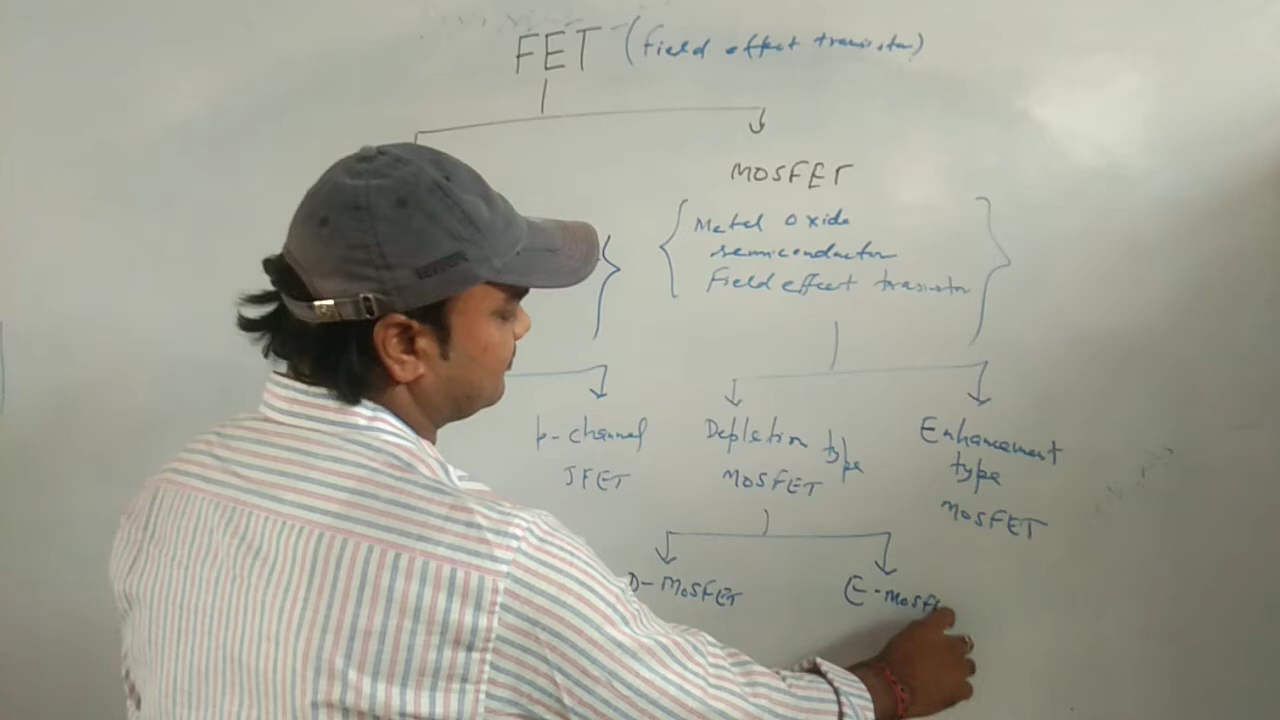 FET (Field effect transistor)
MOSFET
Metal Oxide
semiconductor
Field effect transistor
p-channel
JFET
Depletion type
MOSFET
Enhancement
type
MOSFET
D-MOSFET
E-MOSF